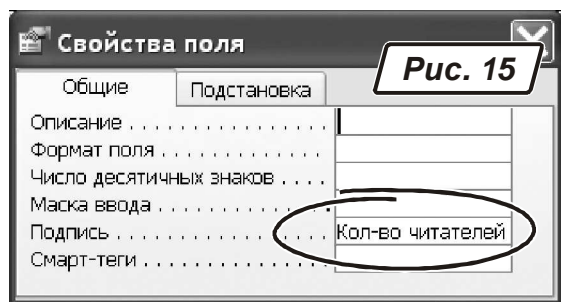 Свойства поля
Рис. 15
Общие
Подстановка
Описание
Формат поля
Число десятичных знаков
Маска ввода
Подпись
Кол-во читателей
Смарт-теги